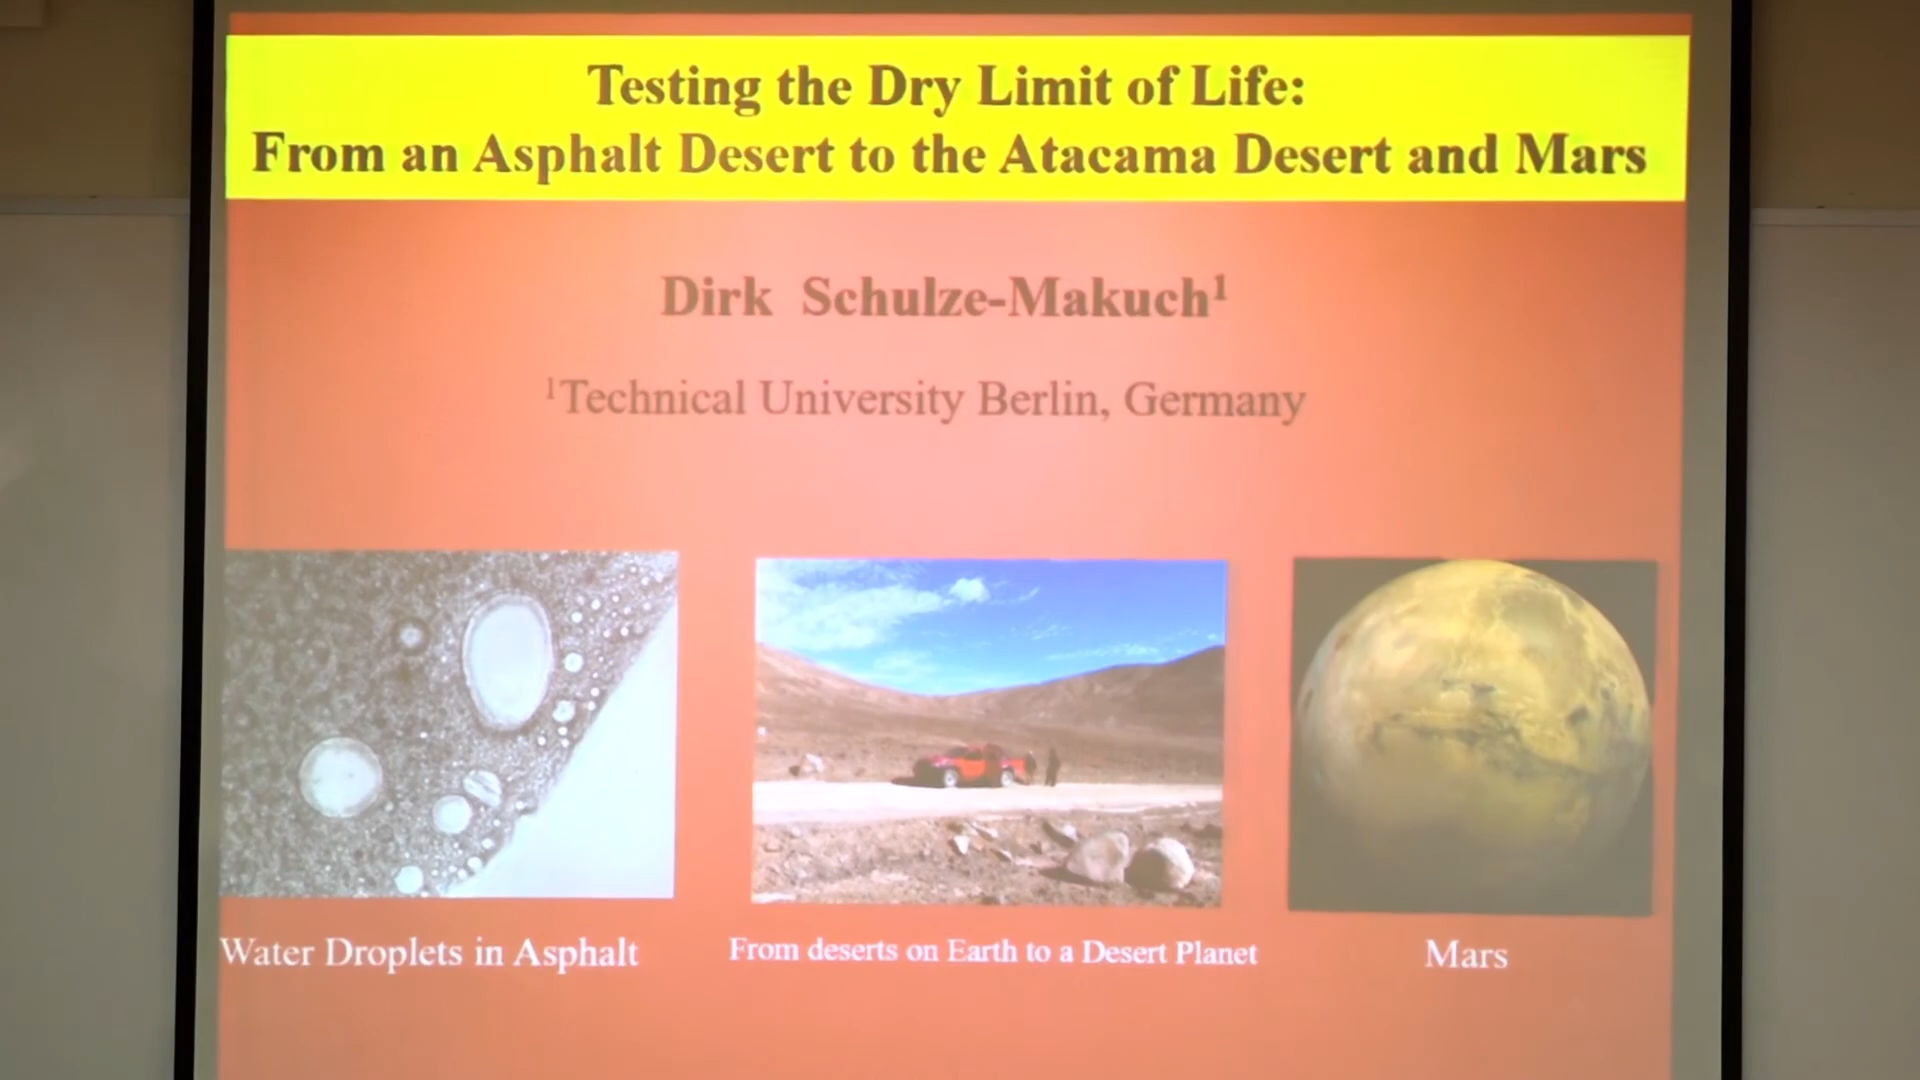 Testing the Dry Limit of Life:
From an Asphalt Desert to the Atacama Desert and Mars
Dirk Schulze-Makuch¹
¹Technical University Berlin, Germany
Water Droplets in Asphalt
From deserts on Earth to a Desert Planet
Mars